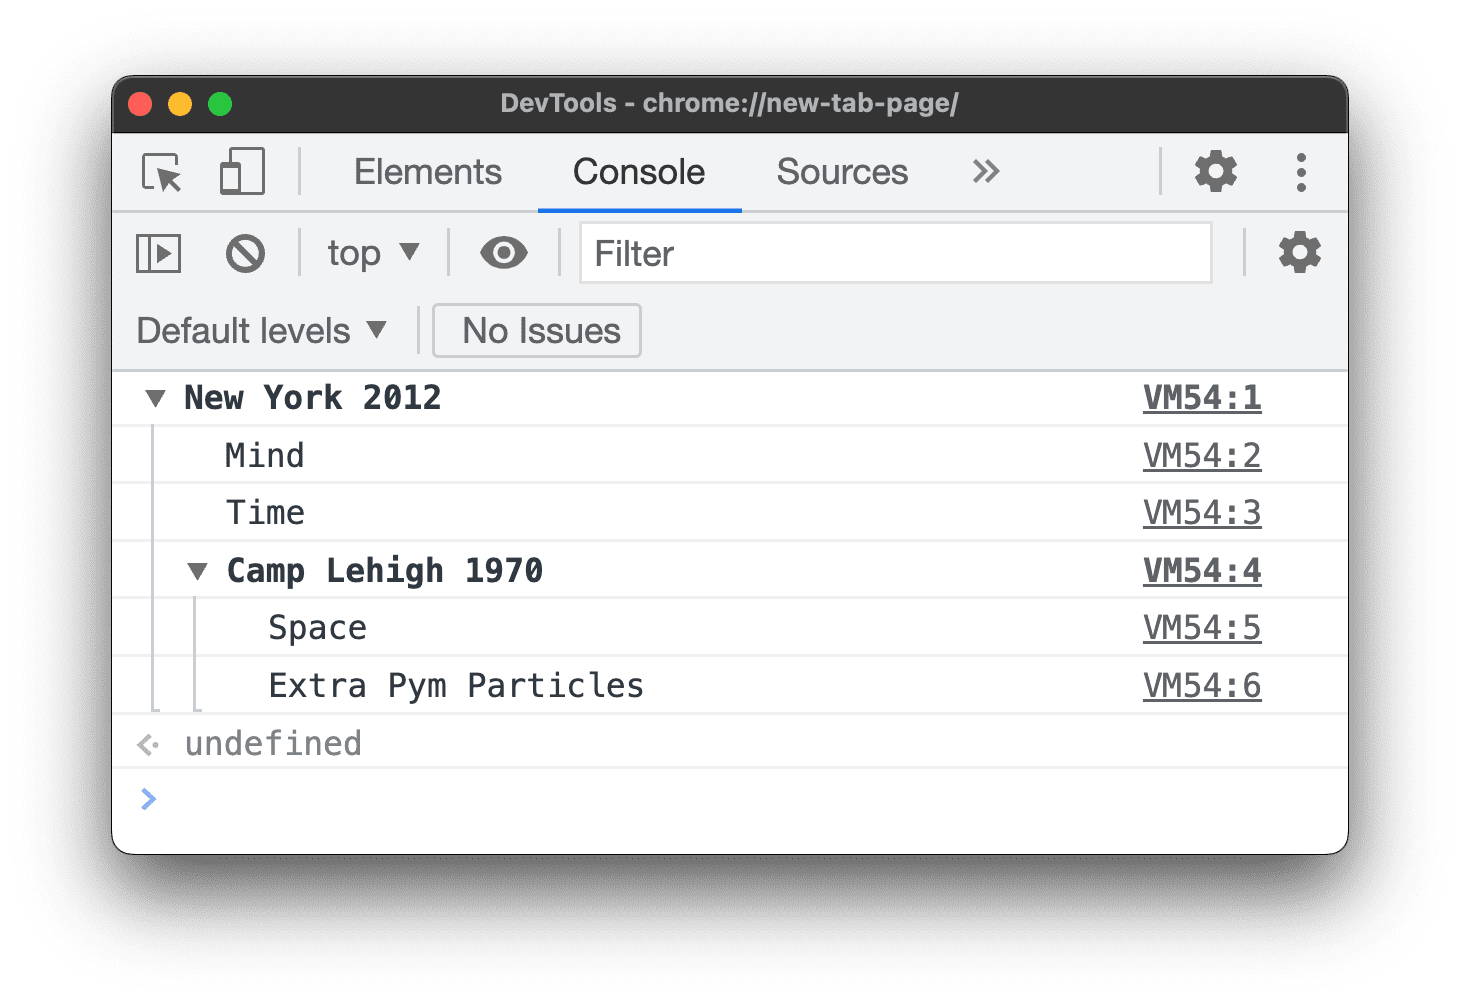 DevTools - chrome://new-tab-page/
Elements Console Sources
top Filter
Default levels No Issues
New York 2012 VM54:1
Mind VM54:2
Time VM54:3
Camp Lehigh 1970 VM54:4
Space VM54:5
Extra Pym Particles VM54:6
undefined